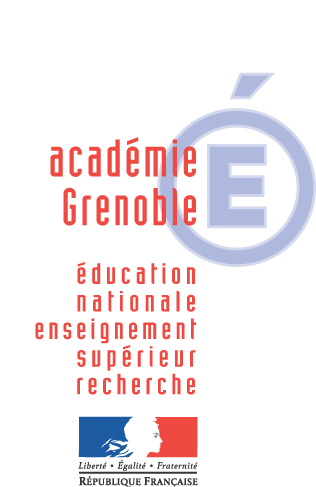 académie
Grenoble
É
éducation
nationale
enseignement
supérieur
recherche
Liberté • Égalité • Fraternité
RÉPUBLIQUE FRANÇAISE